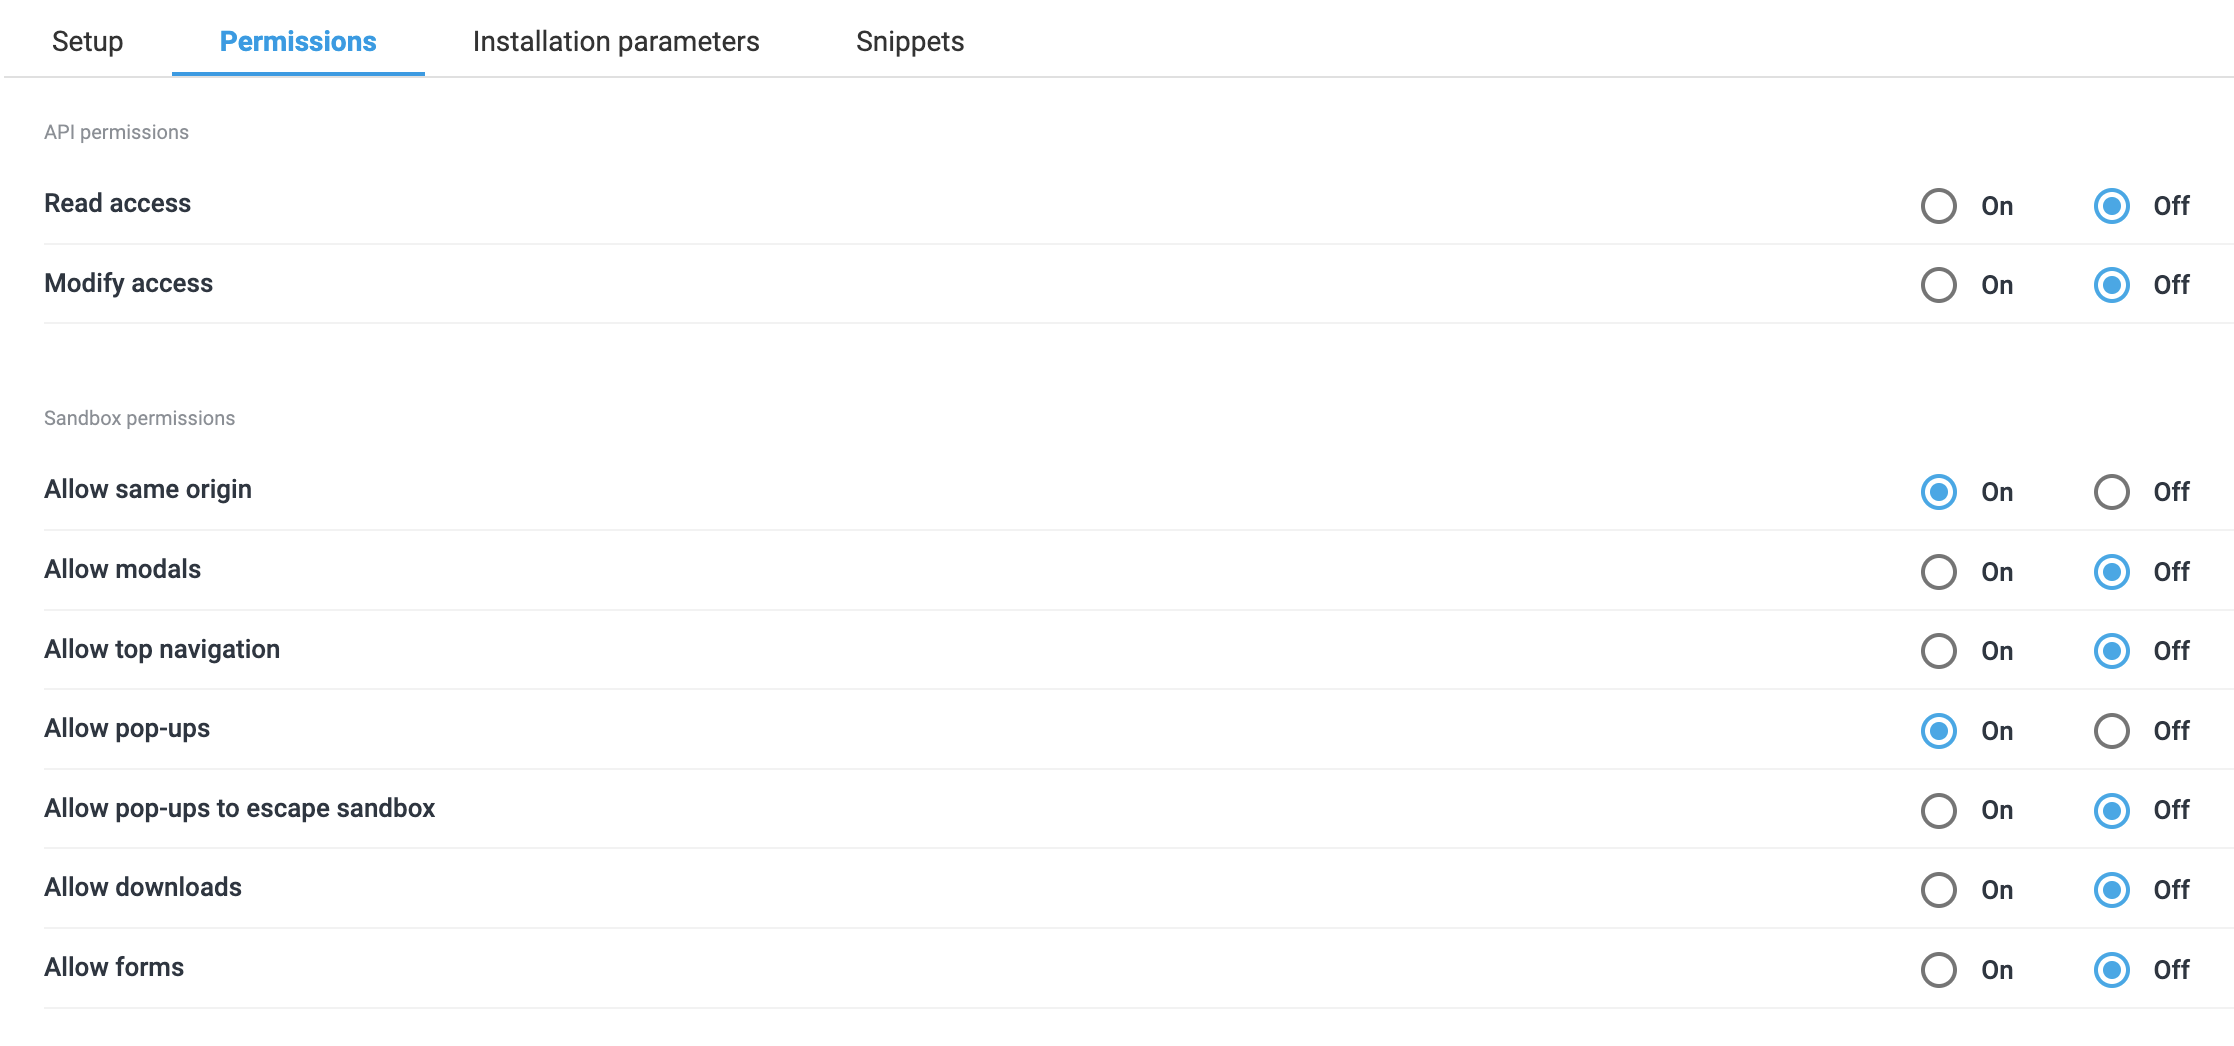 Setup Permissions Installation parameters Snippets
API permissions
Read access On Off
Modify access On Off
Sandbox permissions
Allow same origin On Off
Allow modals On Off
Allow top navigation On Off
Allow pop-ups On Off
Allow pop-ups to escape sandbox On Off
Allow downloads On Off
Allow forms On Off